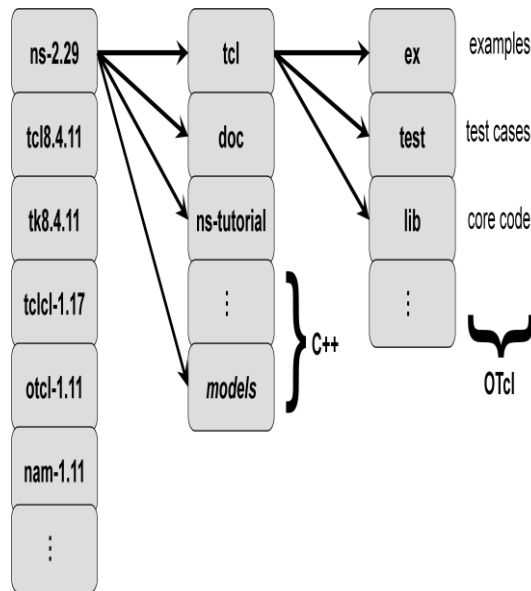 ns-2.29
tcl8.4.11
tk8.4.11
tclcl-1.17
otcl-1.11
nam-1.11
⋮
tcl
doc
ns-tutorial
⋮
models
C++
ex
test
lib
⋮
examples
test cases
core code
OTcl